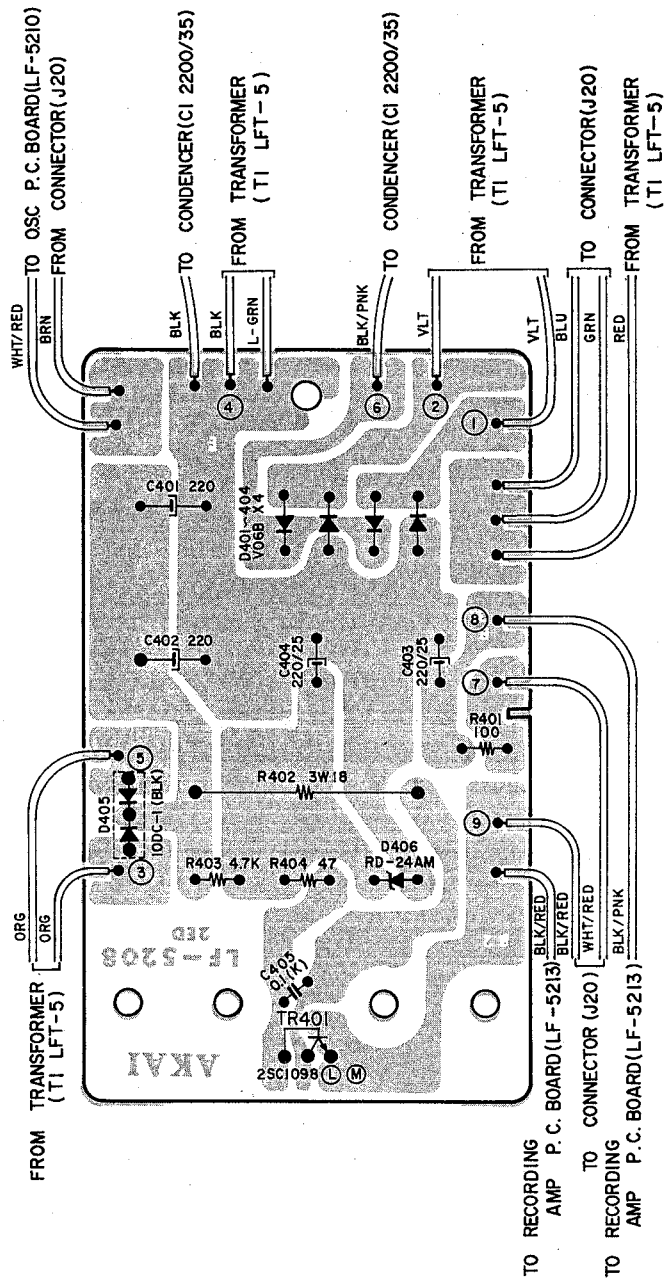 WHT/RED
TO OSC P.C. BOARD(LF-5210)
BRN
FROM CONNECTOR(J20)
BLK
TO CONDENCER(C1 2200/35)
BLK
L-GRN
FROM TRANSFORMER
(T1 LFT-5)
BLK/PNK
TO CONDENCER(C1 2200/35)
VLT
VLT
FROM TRANSFORMER
(T1 LFT-5)
BLU
GRN
TO CONNECTOR(J20)
RED
FROM TRANSFORMER
(T1 LFT-5)
4
6
2
1
C401 220
D401~404
V06B X4
C402 220
C404
220/25
C403
220/25
8
7
R401
100
5
D405
10DC-1 (BLK)
3
R402 3W18
9
R403 4.7K
R404 47
D406
RD-24AM
LF-5208
2ED
C405
0.1(K)
TR401
2SC1098 L M
AKAI
ORG
ORG
FROM TRANSFORMER
(T1 LFT-5)
BLK/RED
BLK/RED
WHT/RED
BLK/PNK
TO RECORDING
AMP P.C. BOARD(LF-5213)
TO CONNECTOR (J20)
TO RECORDING
AMP P.C. BOARD(LF-5213)